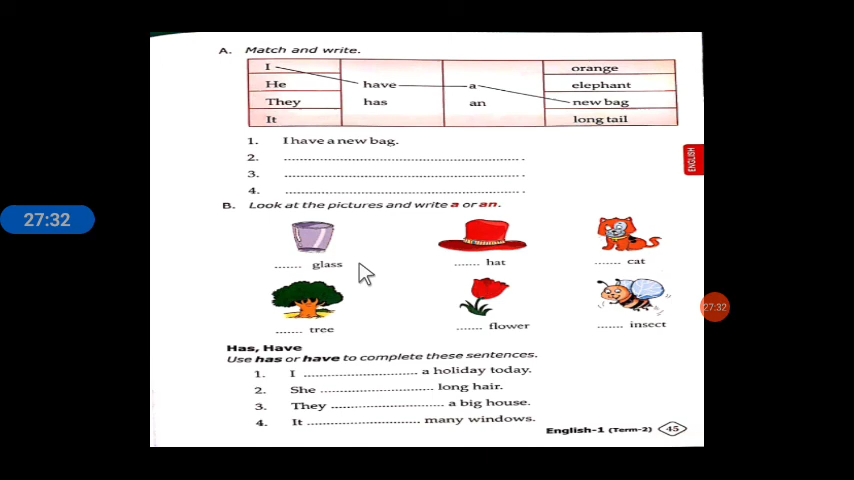 A. Match and write.
I orange
He have a elephant
They has an new bag
It long tail
1. I have a new bag.
2. ........................................................ .
3. ........................................................ .
4. ........................................................ .
ENGLISH
B. Look at the pictures and write a or an.
27:32
....... glass ....... hat ....... cat
27:32
....... tree ....... flower ....... insect
Has, Have
Use has or have to complete these sentences.
1. I .............................. a holiday today.
2. She .............................. long hair.
3. They .............................. a big house.
4. It .............................. many windows.
English-1 (Term-2) 45